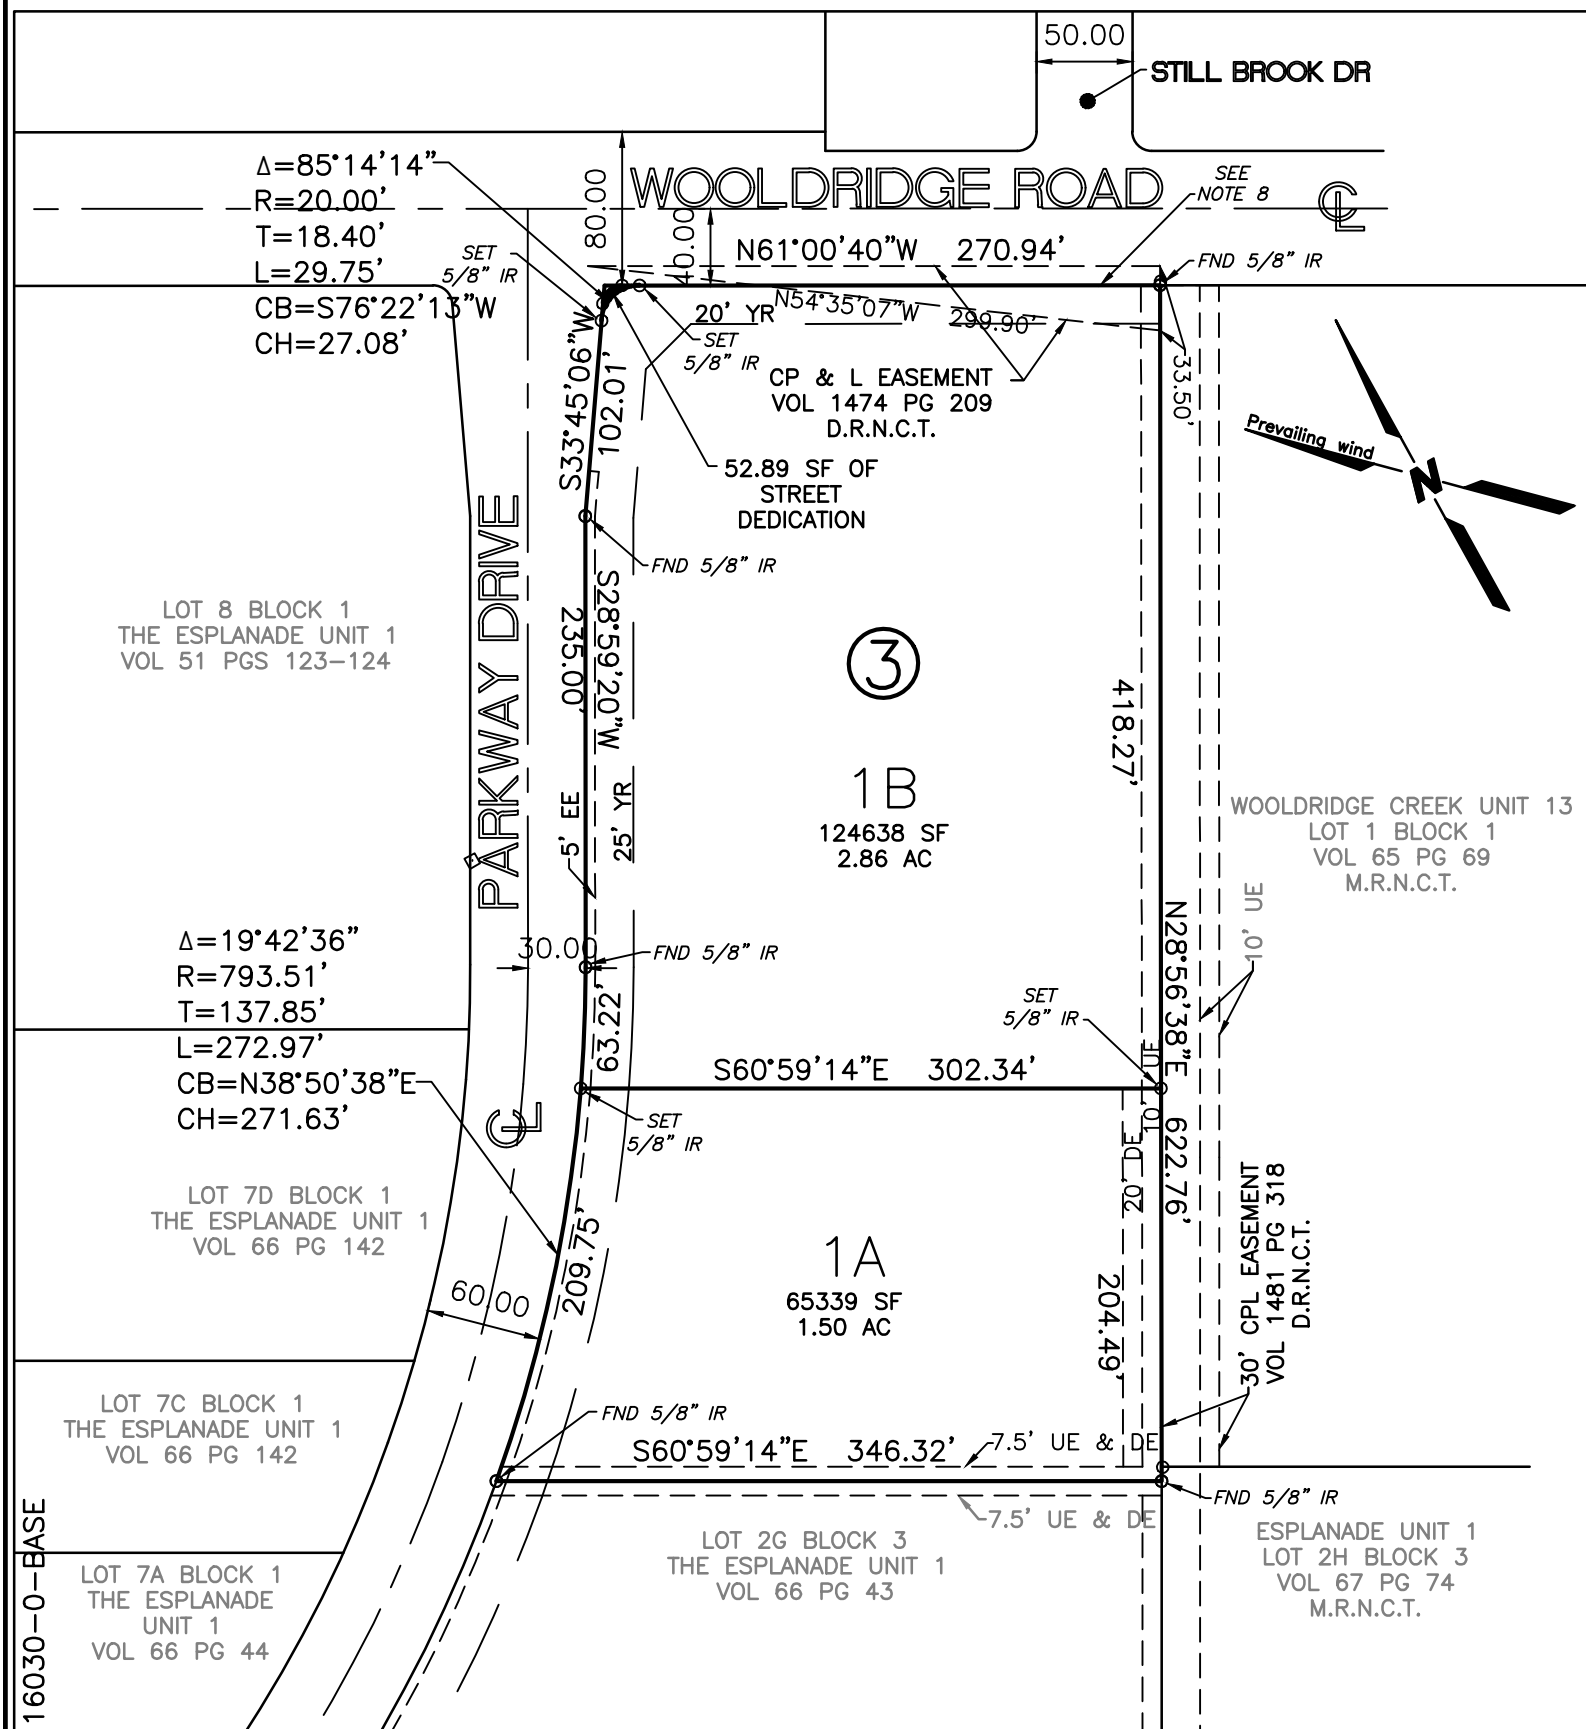 50.00
STILL BROOK DR
Δ=85°14'14"
R=20.00'
T=18.40'
L=29.75'
CB=S76°22'13"W
CH=27.08'
80.00
WOOLDRIDGE ROAD
SEE
NOTE 8
CL
40.00
N61°00'40"W 270.94'
SET
5/8" IR
FND 5/8" IR
20' YR
N54°35'07"W 299.90'
SET
5/8" IR
S33°45'06"W
102.01'
33.50'
CP & L EASEMENT
VOL 1474 PG 209
D.R.N.C.T.
Prevailing wind
N
52.89 SF OF
STREET
DEDICATION
PARKWAY DRIVE
FND 5/8" IR
S28°59'20"W
235.00'
LOT 8 BLOCK 1
THE ESPLANADE UNIT 1
VOL 51 PGS 123-124
3
418.27'
1B
124638 SF
2.86 AC
5' EE
25' YR
WOOLDRIDGE CREEK UNIT 13
LOT 1 BLOCK 1
VOL 65 PG 69
M.R.N.C.T.
10' UE
Δ=19°42'36"
R=793.51'
T=137.85'
L=272.97'
CB=N38°50'38"E
CH=271.63'
30.00
FND 5/8" IR
63.22'
N28°56'38"E 622.76'
SET
5/8" IR
S60°59'14"E 302.34'
10' UE
CL
SET
5/8" IR
20' DE
LOT 7D BLOCK 1
THE ESPLANADE UNIT 1
VOL 66 PG 142
209.75'
1A
65339 SF
1.50 AC
60.00
204.49'
30' CPL EASEMENT
VOL 1481 PG 318
D.R.N.C.T.
LOT 7C BLOCK 1
THE ESPLANADE UNIT 1
VOL 66 PG 142
FND 5/8" IR
S60°59'14"E 346.32'
7.5' UE & DE
FND 5/8" IR
7.5' UE & DE
LOT 2G BLOCK 3
THE ESPLANADE UNIT 1
VOL 66 PG 43
ESPLANADE UNIT 1
LOT 2H BLOCK 3
VOL 67 PG 74
M.R.N.C.T.
LOT 7A BLOCK 1
THE ESPLANADE
UNIT 1
VOL 66 PG 44
16030-0-BASE